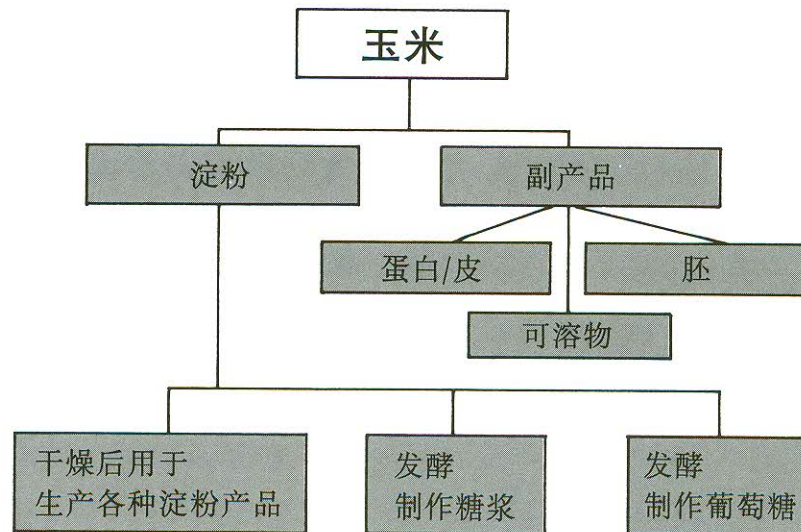 玉米
淀粉
副产品
蛋白/皮
胚
可溶物
干燥后用于
生产各种淀粉产品
发酵
制作糖浆
发酵
制作葡萄糖